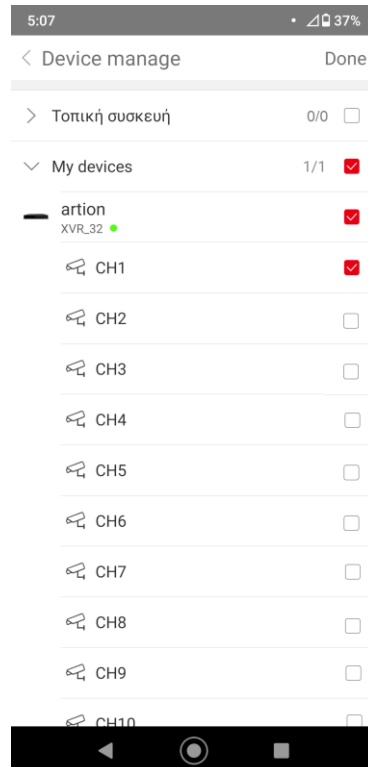 5:07 37%
Device manage Done
Τοπική συσκευή 0/0
My devices 1/1
artion
XVR_32
CH1
CH2
CH3
CH4
CH5
CH6
CH7
CH8
CH9
CH10